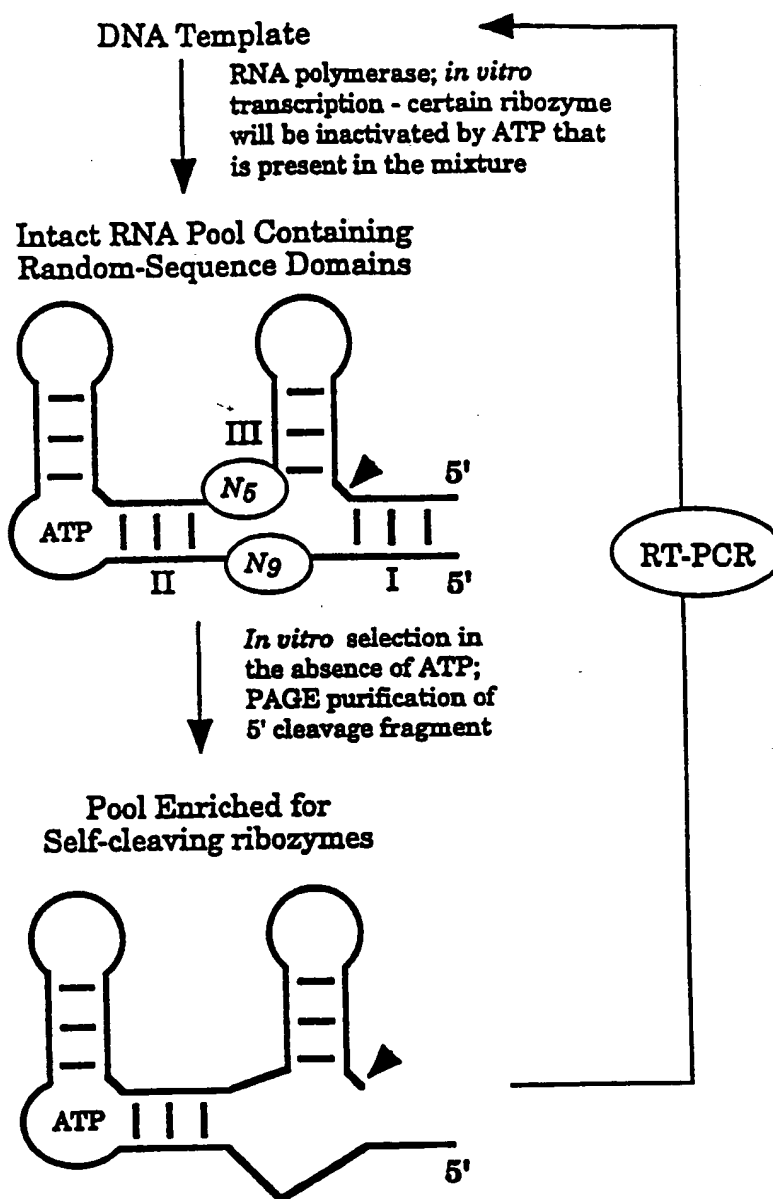 DNA Template
RNA polymerase; in vitro
transcription - certain ribozyme
will be inactivated by ATP that
is present in the mixture
Intact RNA Pool Containing
Random-Sequence Domains
III
5'
N5
ATP
N9
II
I
5'
RT-PCR
In vitro selection in
the absence of ATP;
PAGE purification of
5' cleavage fragment
Pool Enriched for
Self-cleaving ribozymes
ATP
5'